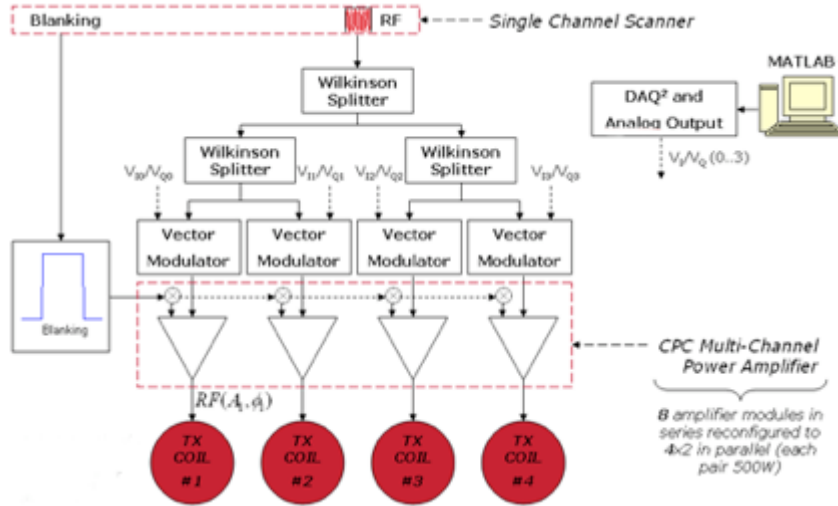 Blanking
RF
Single Channel Scanner
MATLAB
Wilkinson
Splitter
DAQ² and
Analog Output
Wilkinson
Splitter
Wilkinson
Splitter
V_I/V_Q (0..3)
V_I0/V_Q0
V_I1/V_Q1
V_I2/V_Q2
V_I3/V_Q3
Vector
Modulator
Vector
Modulator
Vector
Modulator
Vector
Modulator
Blanking
CPC Multi-Channel
Power Amplifier
RF(A₁,ϕ₁)
8 amplifier modules in
series reconfigured to
4x2 in parallel (each
pair 500W)
TX
COIL
#1
TX
COIL
#2
TX
COIL
#3
TX
COIL
#4